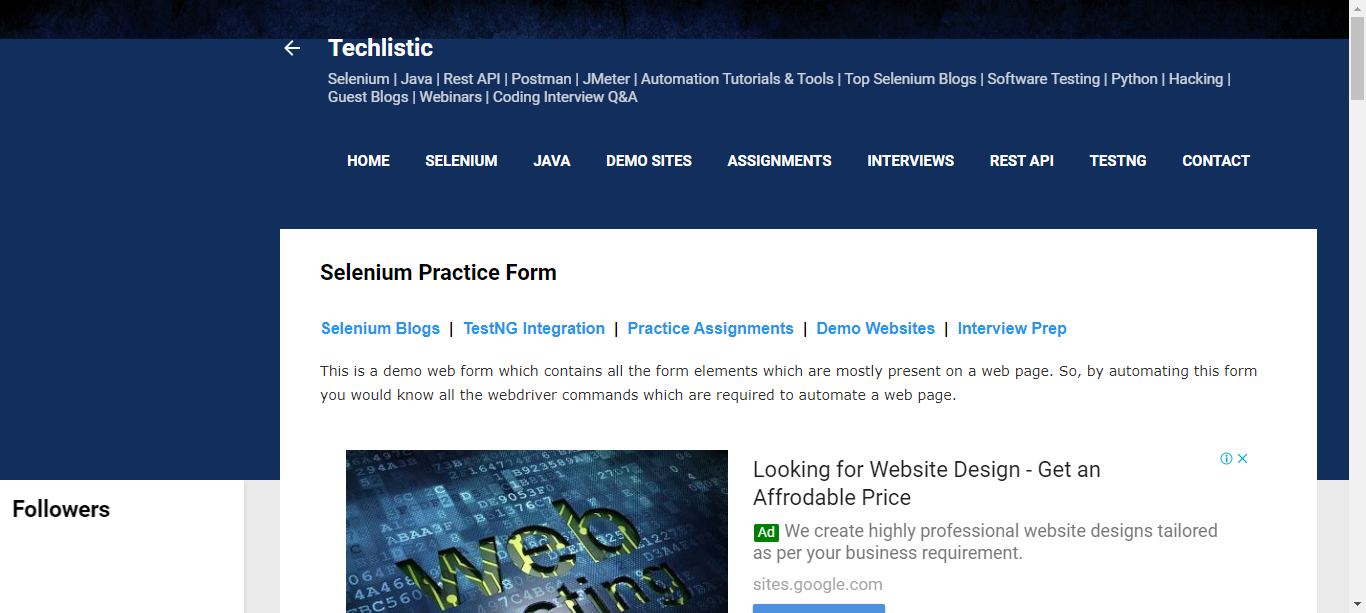 Techlistic
Selenium | Java | Rest API | Postman | JMeter | Automation Tutorials & Tools | Top Selenium Blogs | Software Testing | Python | Hacking |
Guest Blogs | Webinars | Coding Interview Q&A
HOME SELENIUM JAVA DEMO SITES ASSIGNMENTS INTERVIEWS REST API TESTNG CONTACT
Selenium Practice Form
Selenium Blogs | TestNG Integration | Practice Assignments | Demo Websites | Interview Prep
This is a demo web form which contains all the form elements which are mostly present on a web page. So, by automating this form
you would know all the webdriver commands which are required to automate a web page.
Followers
Web
Looking for Website Design - Get an
Affrodable Price
Ad We create highly professional website designs tailored
as per your business requirement.
sites.google.com